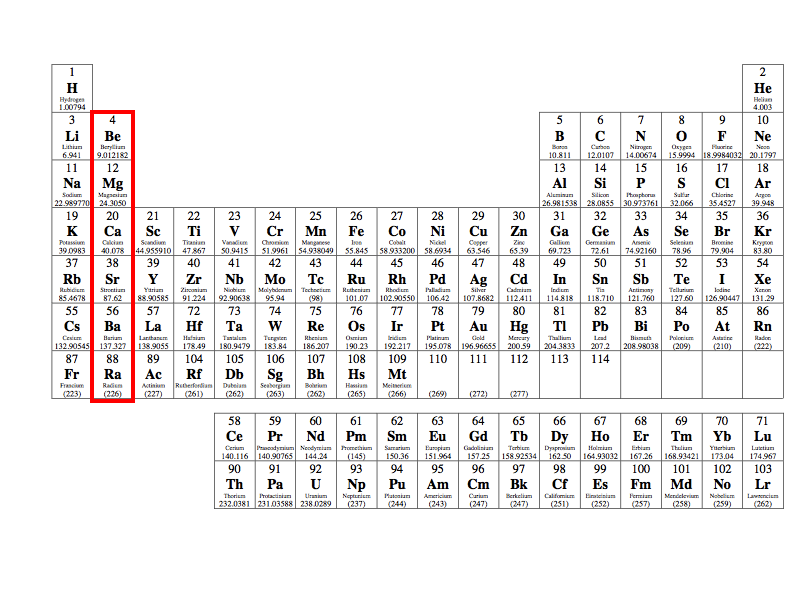 1 2
H He
Hydrogen Helium
1.00794 4.003
3 4 5 6 7 8 9 10
Li Be B C N O F Ne
Lithium Beryllium Boron Carbon Nitrogen Oxygen Fluorine Neon
6.941 9.012182 10.811 12.0107 14.00674 15.9994 18.9984032 20.1797
11 12 13 14 15 16 17 18
Na Mg Al Si P S Cl Ar
Sodium Magnesium Aluminum Silicon Phosphorus Sulfur Chlorine Argon
22.989770 24.3050 26.981538 28.0855 30.973761 32.066 35.4527 39.948
19 20 21 22 23 24 25 26 27 28 29 30 31 32 33 34 35 36
K Ca Sc Ti V Cr Mn Fe Co Ni Cu Zn Ga Ge As Se Br Kr
Potassium Calcium Scandium Titanium Vanadium Chromium Manganese Iron Cobalt Nickel Copper Zinc Gallium Germanium Arsenic Selenium Bromine Krypton
39.0983 40.078 44.955910 47.867 50.9415 51.9961 54.938049 55.845 58.933200 58.6934 63.546 65.39 69.723 72.61 74.92160 78.96 79.904 83.80
37 38 39 40 41 42 43 44 45 46 47 48 49 50 51 52 53 54
Rb Sr Y Zr Nb Mo Tc Ru Rh Pd Ag Cd In Sn Sb Te I Xe
Rubidium Strontium Yttrium Zirconium Niobium Molybdenum Technetium Ruthenium Rhodium Palladium Silver Cadmium Indium Tin Antimony Tellurium Iodine Xenon
85.4678 87.62 88.90585 91.224 92.90638 95.94 (98) 101.07 102.90550 106.42 107.8682 112.411 114.818 118.710 121.760 127.60 126.90447 131.29
55 56 57 72 73 74 75 76 77 78 79 80 81 82 83 84 85 86
Cs Ba La Hf Ta W Re Os Ir Pt Au Hg Tl Pb Bi Po At Rn
Cesium Barium Lanthanum Hafnium Tantalum Tungsten Rhenium Osmium Iridium Platinum Gold Mercury Thallium Lead Bismuth Polonium Astatine Radon
132.90545 137.327 138.9055 178.49 180.9479 183.84 186.207 190.23 192.217 195.078 196.96655 200.59 204.3833 207.2 208.98038 (209) (210) (222)
87 88 89 104 105 106 107 108 109 110 111 112 113 114
Fr Ra Ac Rf Db Sg Bh Hs Mt
Francium Radium Actinium Rutherfordium Dubnium Seaborgium Bohrium Hassium Meitnerium
(223) (226) (227) (261) (262) (263) (262) (265) (266) (269) (272) (277)
58 59 60 61 62 63 64 65 66 67 68 69 70 71
Ce Pr Nd Pm Sm Eu Gd Tb Dy Ho Er Tm Yb Lu
Cerium Praseodymium Neodymium Promethium Samarium Europium Gadolinium Terbium Dysprosium Holmium Erbium Thulium Ytterbium Lutetium
140.116 140.90765 144.24 (145) 150.36 151.964 157.25 158.92534 162.50 164.93032 167.26 168.93421 173.04 174.967
90 91 92 93 94 95 96 97 98 99 100 101 102 103
Th Pa U Np Pu Am Cm Bk Cf Es Fm Md No Lr
Thorium Protactinium Uranium Neptunium Plutonium Americium Curium Berkelium Californium Einsteinium Fermium Mendelevium Nobelium Lawrencium
232.0381 231.03588 238.0289 (237) (244) (243) (247) (247) (251) (252) (257) (258) (259) (262)